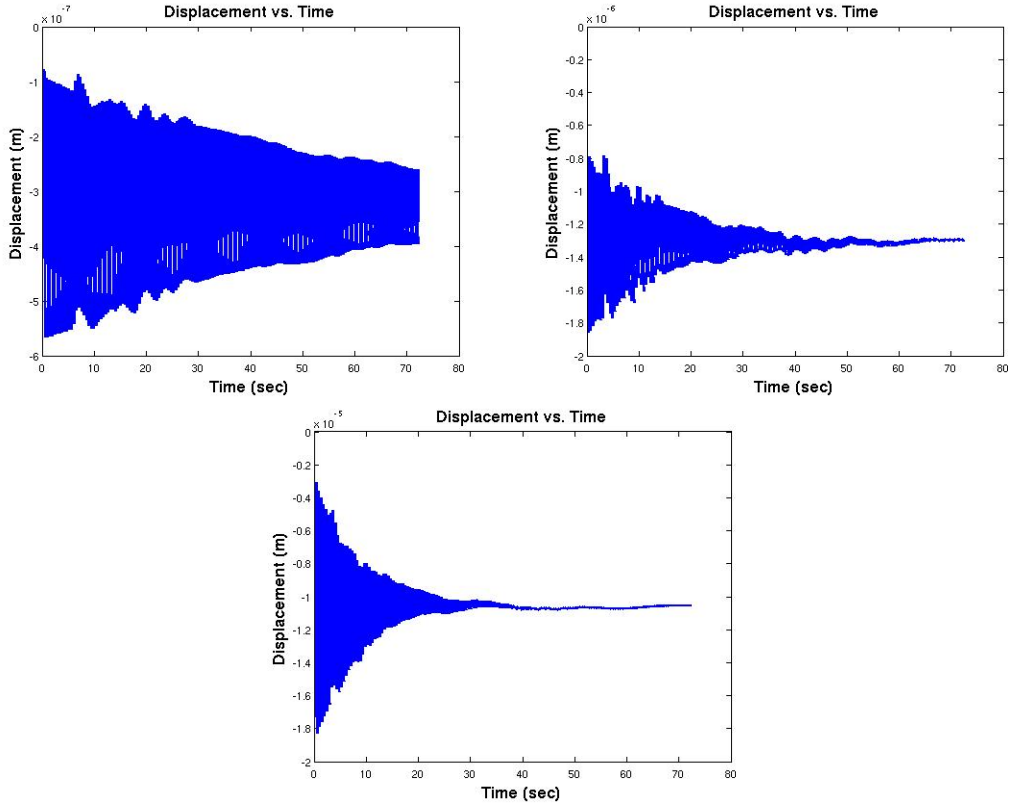 Displacement vs. Time
× 10⁻⁷
0
-1
-2
-3
-4
-5
-6
Displacement (m)
0 10 20 30 40 50 60 70 80
Time (sec)
Displacement vs. Time
× 10⁻⁶
0
-0.2
-0.4
-0.6
-0.8
-1
-1.2
-1.4
-1.6
-1.8
-2
Displacement (m)
0 10 20 30 40 50 60 70 80
Time (sec)
Displacement vs. Time
× 10⁻⁵
0
-0.2
-0.4
-0.6
-0.8
-1
-1.2
-1.4
-1.6
-1.8
-2
Displacement (m)
0 10 20 30 40 50 60 70 80
Time (sec)